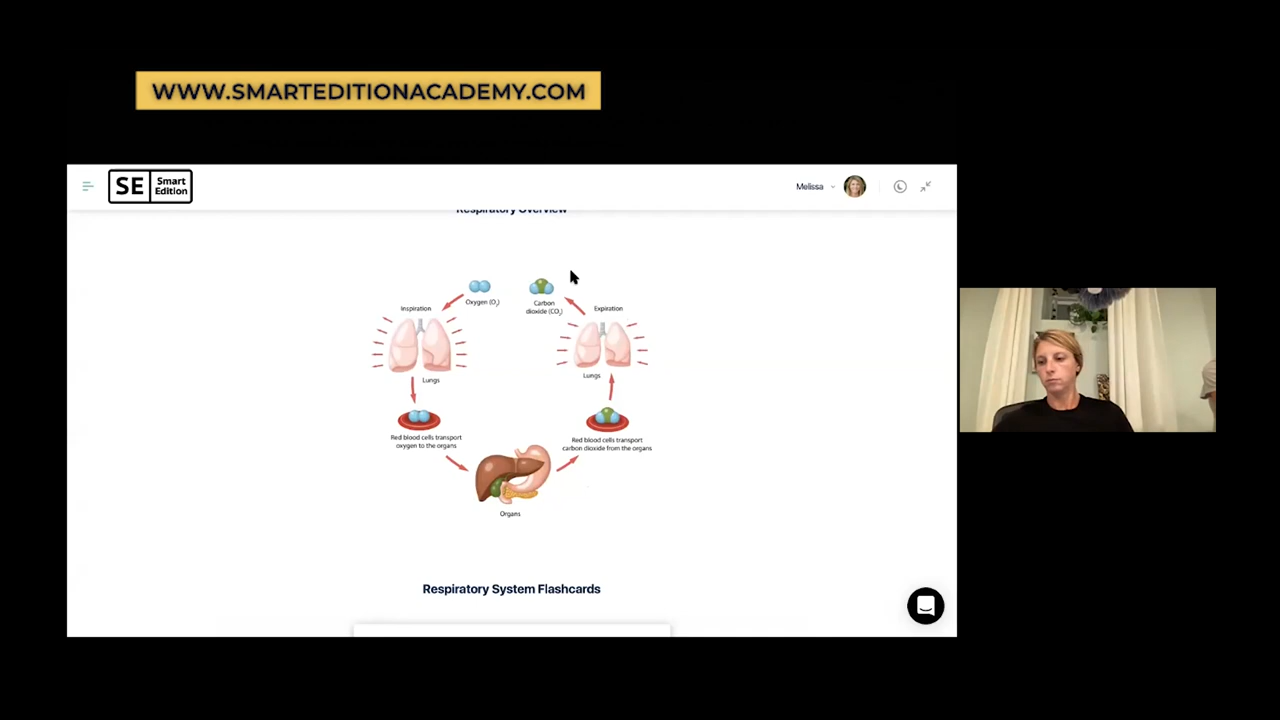 WWW.SMARTEDITIONACADEMY.COM
SE Smart
Edition
Melissa
Respiratory Overview
Oxygen (O2)
Carbon
dioxide (CO2)
Inspiration
Expiration
Lungs
Lungs
Red blood cells transport
oxygen to the organs
Red blood cells transport
carbon dioxide from the organs
Organs
Respiratory System Flashcards